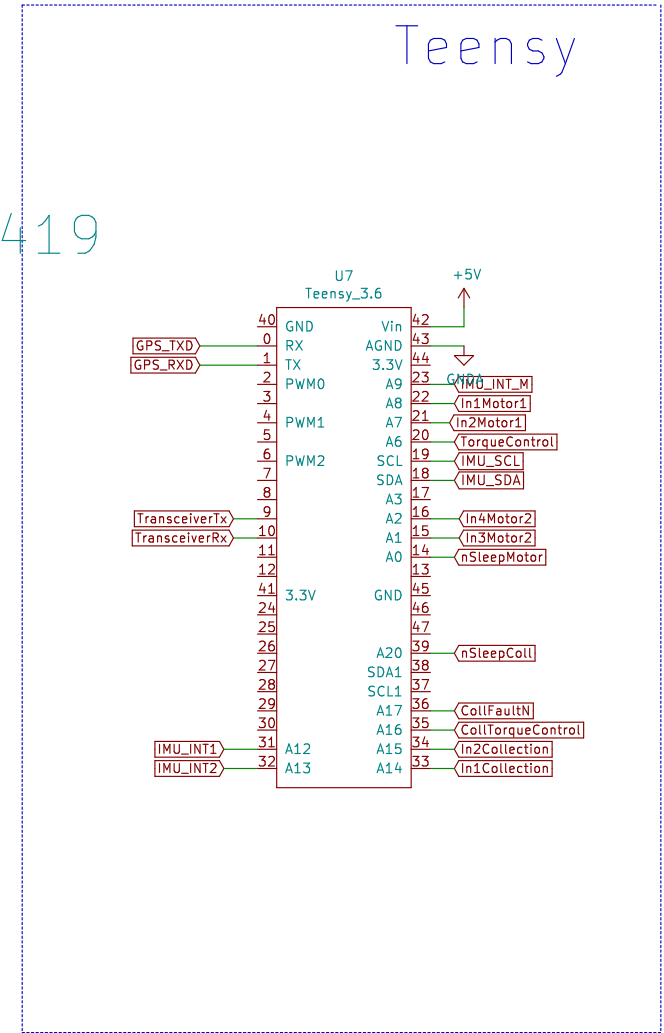 Teensy
419
+5V
U7
Teensy_3.6
40 GND Vin 42
GPS_TXD 0 RX AGND 43
GPS_RXD 1 TX 3.3V 44
GNDA
2 PWM0 A9 23 IMU_INT_M
3 A8 22 In1Motor1
4 PWM1 A7 21 In2Motor1
5 A6 20 TorqueControl
6 PWM2 SCL 19 IMU_SCL
7 SDA 18 IMU_SDA
8 A3 17
TransceiverTx 9 A2 16 In4Motor2
TransceiverRx 10 A1 15 In3Motor2
11 A0 14 nSleepMotor
12 13
41 3.3V GND 45
24 46
25 47
26 A20 39 nSleepColl
27 SDA1 38
28 SCL1 37
29 A17 36 CollFaultN
30 A16 35 CollTorqueControl
IMU_INT1 31 A12 A15 34 In2Collection
IMU_INT2 32 A13 A14 33 In1Collection